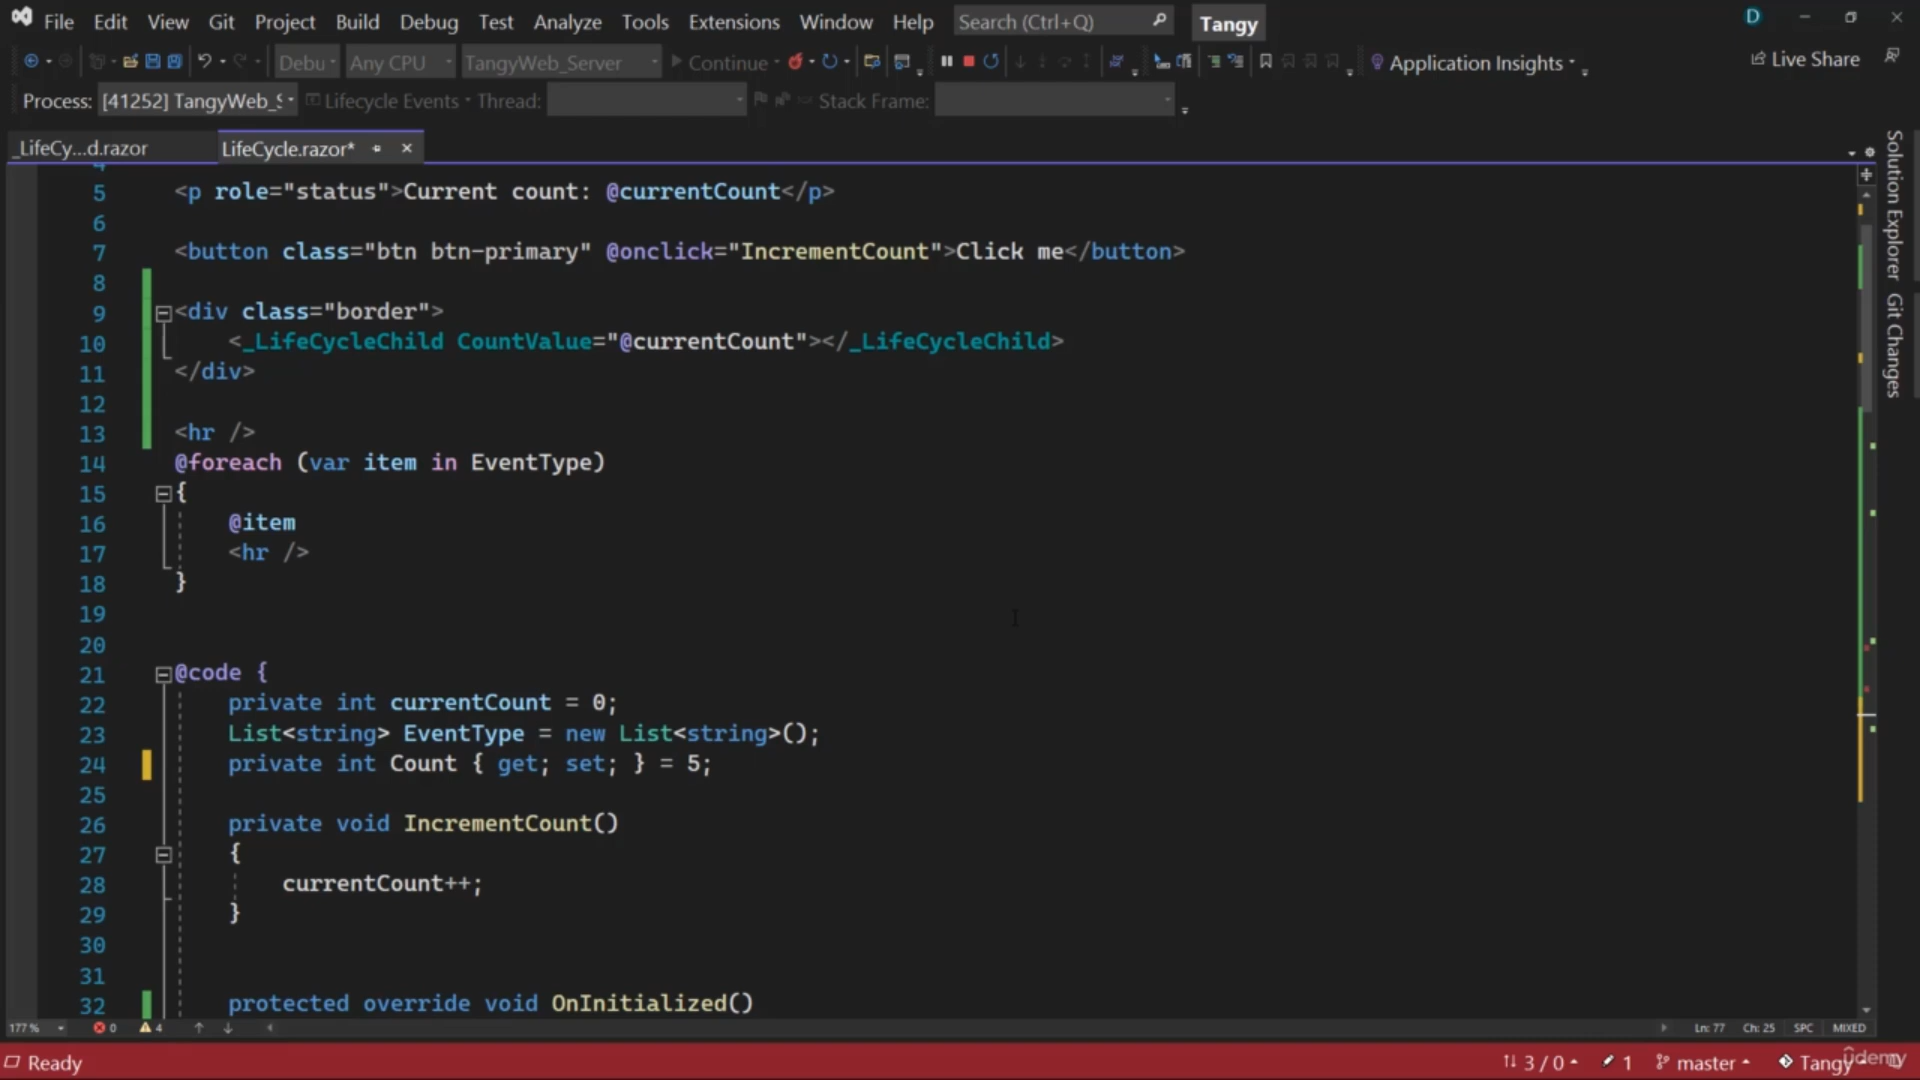 File Edit View Git Project Build Debug Test Analyze Tools Extensions Window Help Search (Ctrl+Q) Tangy D
Debu Any CPU TangyWeb_Server Continue Application Insights Live Share
Process: [41252] TangyWeb_S Lifecycle Events Thread: Stack Frame:
_LifeCy...d.razor LifeCycle.razor*
4
5 <p role="status">Current count: @currentCount</p>
6
7 <button class="btn btn-primary" @onclick="IncrementCount">Click me</button>
8
9 <div class="border">
10 <_LifeCycleChild CountValue="@currentCount"></_LifeCycleChild>
11 </div>
12
13 <hr />
14 @foreach (var item in EventType)
15 {
16 @item
17 <hr />
18 }
19
20
21 @code {
22 private int currentCount = 0;
23 List<string> EventType = new List<string>();
24 private int Count { get; set; } = 5;
25
26 private void IncrementCount()
27 {
28 currentCount++;
29 }
30
31
32 protected override void OnInitialized()
Solution Explorer
Git Changes
177 % 0 4 Ln: 77 Ch: 25 SPC MIXED
Ready 3 / 0 1 master Tangy
ûdemy